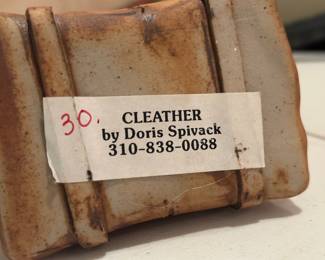 30. CLEATHER
by Doris Spivack
310-838-0088